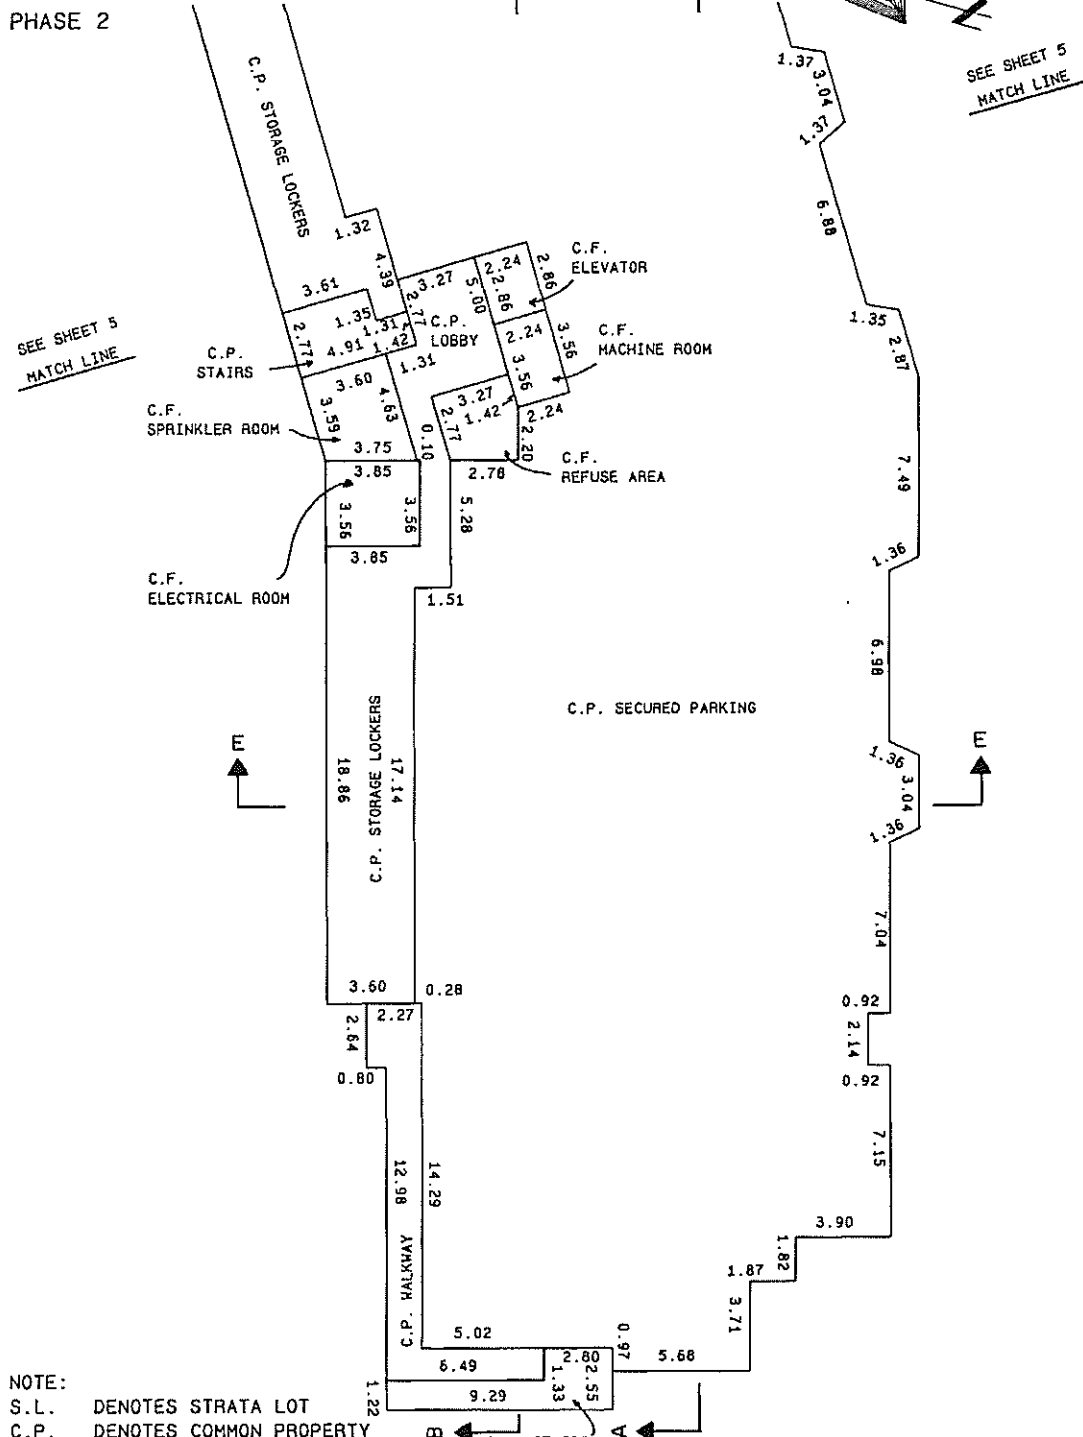 PHASE 2
SEE SHEET 5
MATCH LINE
C.P. STORAGE LOCKERS
1.37
3.04
1.37
6.88
1.32
4.39
3.61
3.27
2.24
2.86
C.F.
ELEVATOR
5.00
2.86
2.77
1.35
1.31
1.42
4.91
2.77
C.P.
LOBBY
2.24
3.56
C.F.
MACHINE ROOM
1.35
2.87
SEE SHEET 5
MATCH LINE
C.P.
STAIRS
1.31
3.60
4.63
3.59
3.56
3.27
1.42
2.77
2.24
2.20
C.F.
SPRINKLER ROOM
0.10
3.75
3.85
2.78
C.F.
REFUSE AREA
7.49
3.56
3.56
5.28
3.85
1.36
C.F.
ELECTRICAL ROOM
1.51
6.98
C.P. SECURED PARKING
C.P. STORAGE LOCKERS
18.86
17.14
E
E
1.36
3.04
1.36
7.04
3.60
0.28
2.27
2.64
0.80
0.92
2.14
0.92
7.15
12.98
14.29
C.P. WALKWAY
3.90
1.82
1.87
3.71
5.02
0.97
2.80
5.68
6.49
1.33
2.55
1.22
9.29
NOTE:
S.L. DENOTES STRATA LOT
C.P. DENOTES COMMON PROPERTY
B
A